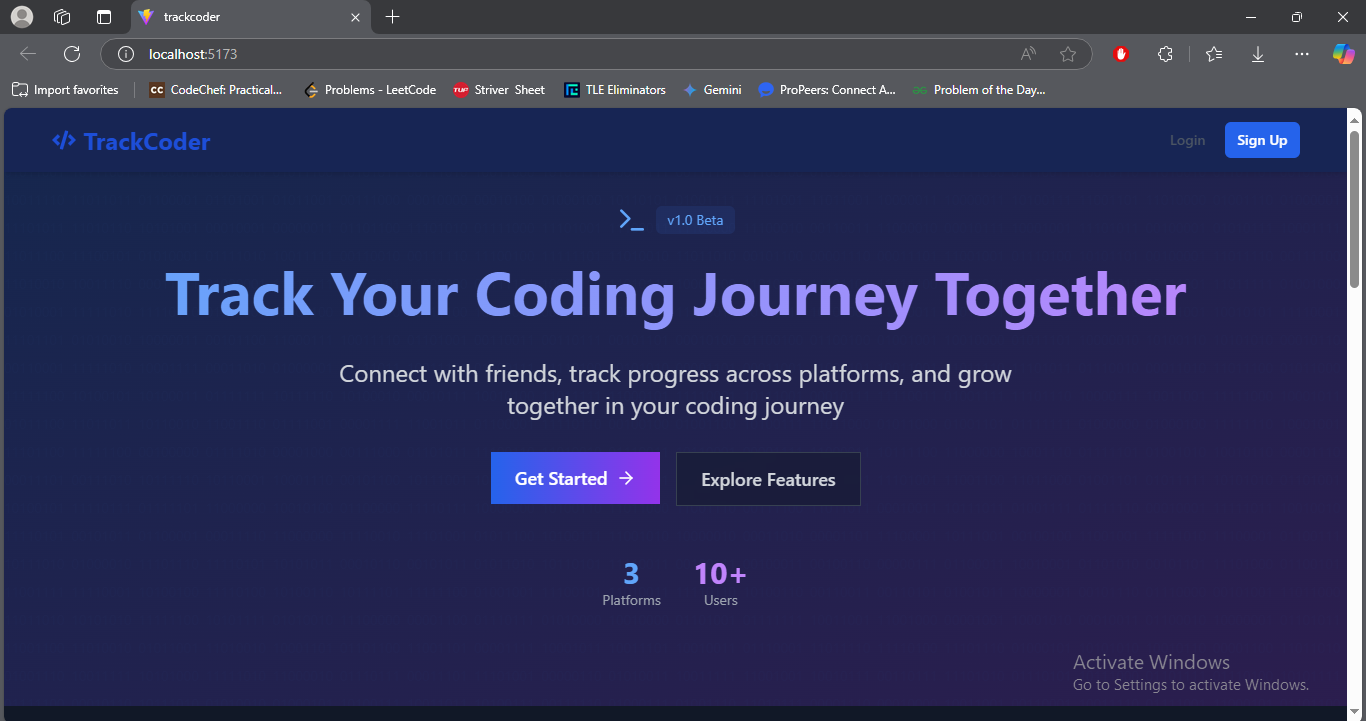 trackcoder
localhost:5173
Import favorites
CodeChef: Practical...
Problems - LeetCode
Striver Sheet
TLE Eliminators
Gemini
ProPeers: Connect A...
Problem of the Day...
</> TrackCoder
Login
Sign Up
>_ v1.0 Beta
Track Your Coding Journey Together
Connect with friends, track progress across platforms, and grow
together in your coding journey
Get Started →
Explore Features
3
Platforms
10+
Users
Activate Windows
Go to Settings to activate Windows.